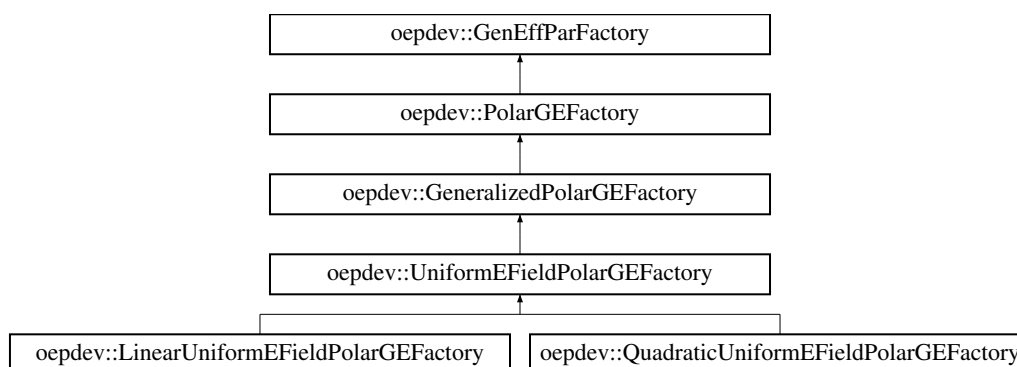 oepdev::GenEffParFactory
oepdev::PolarGEFactory
oepdev::GeneralizedPolarGEFactory
oepdev::UniformEFieldPolarGEFactory
oepdev::LinearUniformEFieldPolarGEFactory
oepdev::QuadraticUniformEFieldPolarGEFactory